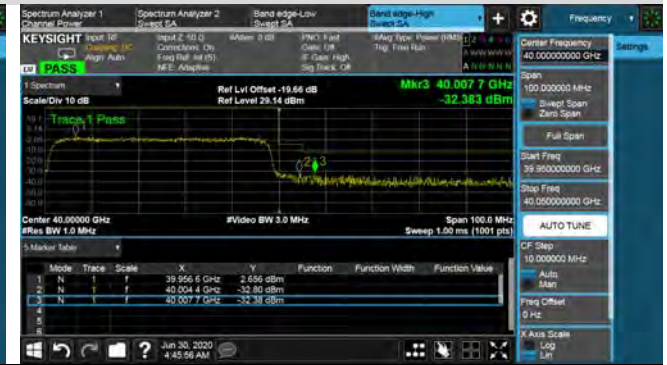 Spectrum Analyzer 1
Channel Power
Spectrum Analyzer 2
Swept SA
Band edge-Low
Swept SA
Band edge-High
Swept SA
Frequency
KEYSIGHT
Input: RF
Coupling: DC
Align: Auto
Input Z: 50 Ω
Corrections: On
Freq Ref: Int (S)
NFE: Adaptive
#Atten: 0 dB
PNO: Fast
Gate: Off
IF Gain: High
Sig Track: Off
#Avg Type: Power (RMS)
Trig: Free Run
PASS
1 Spectrum
Scale/Div 10 dB
Ref Lvl Offset -19.66 dB
Ref Level 29.14 dBm
Mkr3 40.007 7 GHz
-32.383 dBm
Trace 1 Pass
Center 40.00000 GHz
#Res BW 1.0 MHz
#Video BW 3.0 MHz
Span 100.0 MHz
Sweep 1.00 ms (1001 pts)
5 Marker Table
Mode Trace Scale X Y Function Function Width Function Value
1 N 1 f 39.956 6 GHz 2.656 dBm
2 N 1 f 40.004 4 GHz -32.80 dBm
3 N 1 f 40.007 7 GHz -32.38 dBm
4
5
6
Jun 30, 2020
4:45:56 AM
Center Frequency
40.000000000 GHz
Settings
Span
100.000000 MHz
Swept Span
Zero Span
Full Span
Start Freq
39.950000000 GHz
Stop Freq
40.050000000 GHz
AUTO TUNE
CF Step
10.000000 MHz
Auto
Man
Freq Offset
0 Hz
X Axis Scale
Log
Lin